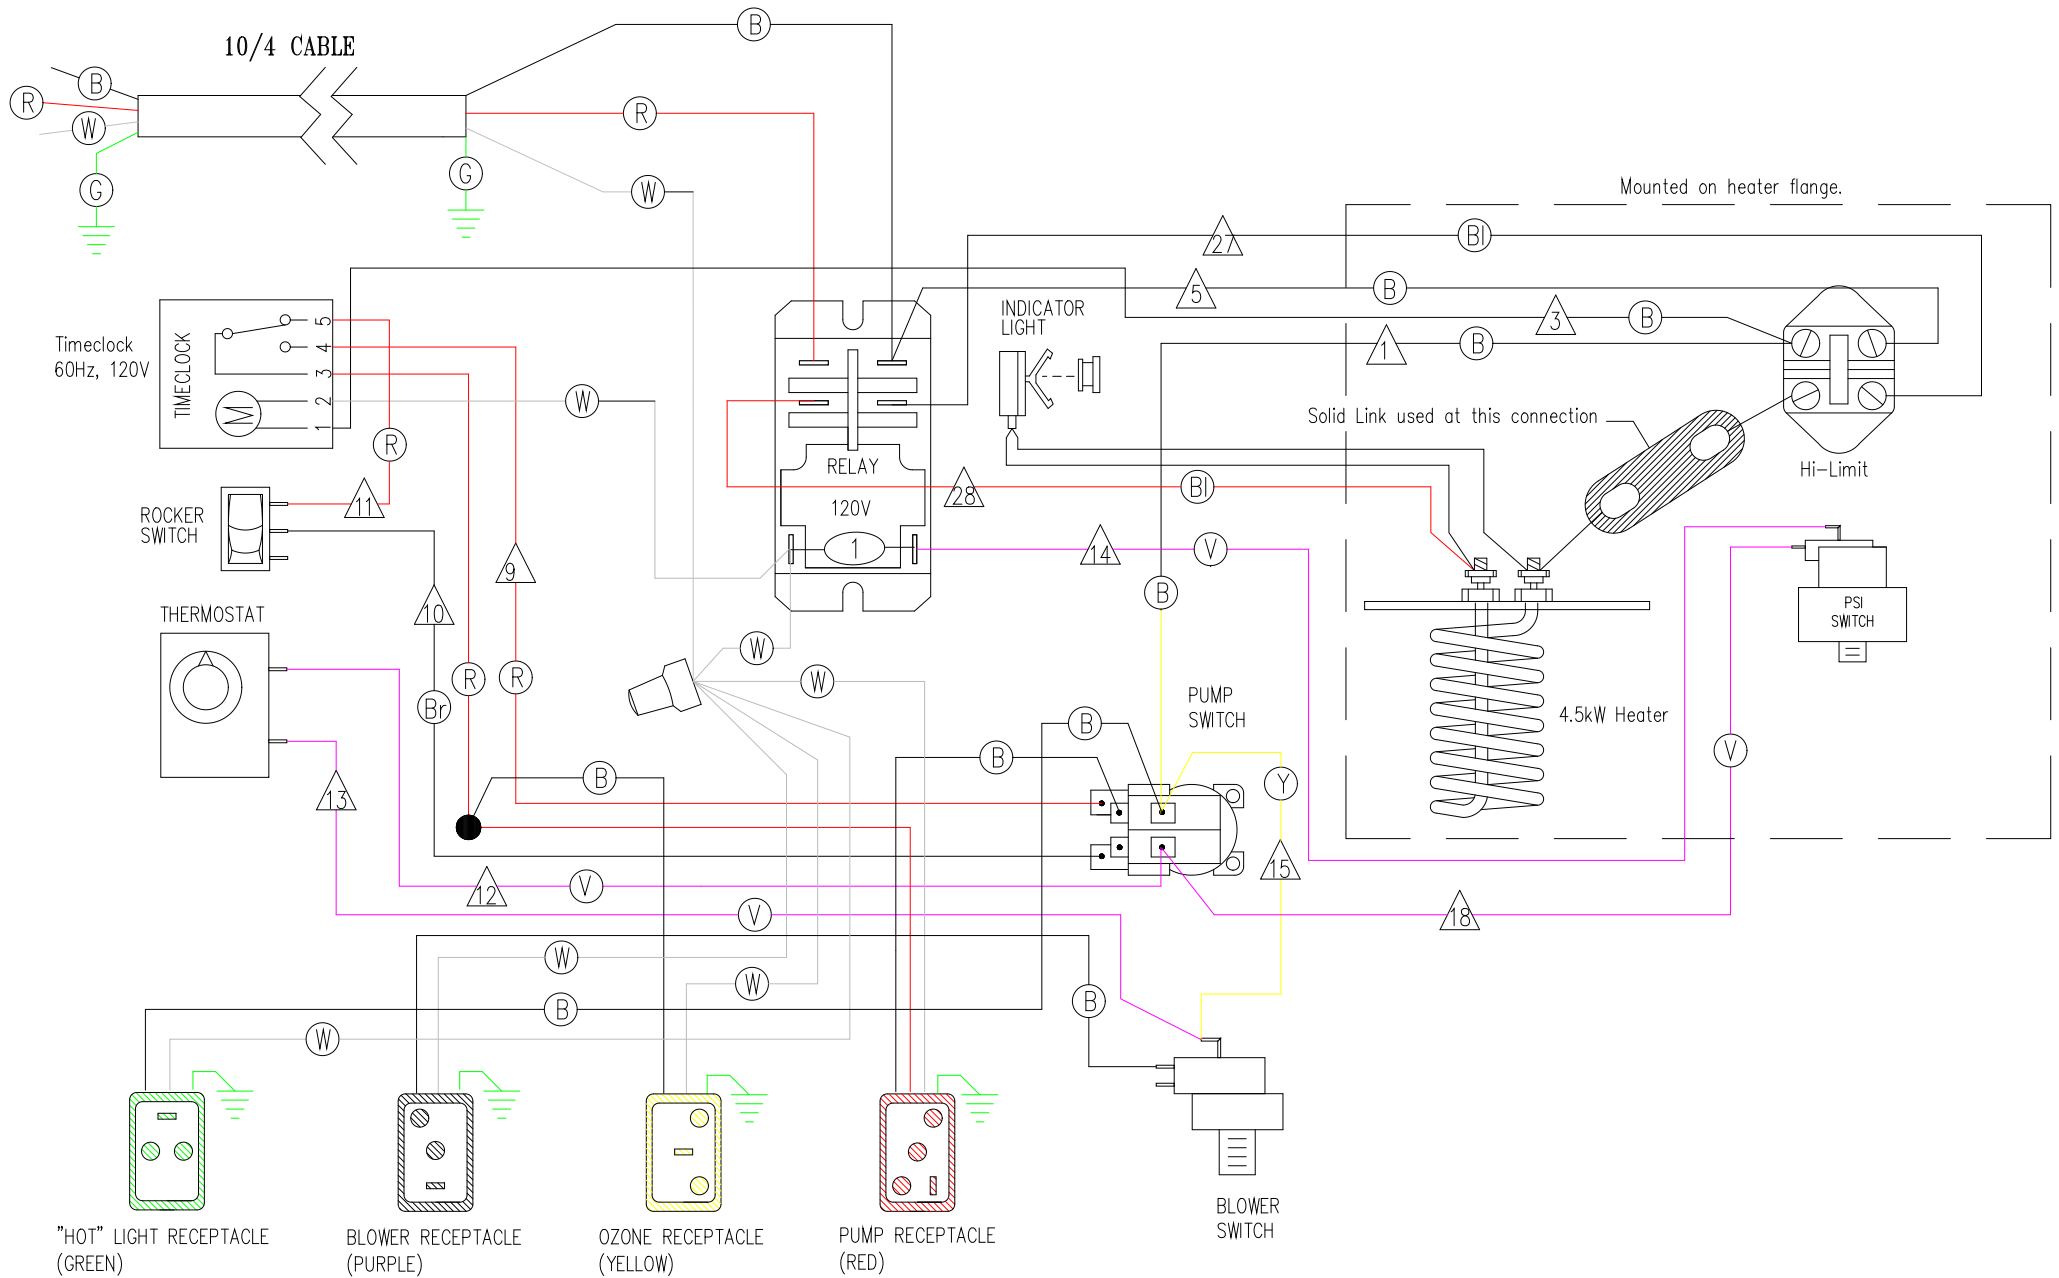 10/4 CABLE
B
B
R
R
W
G
W
G
Mounted on heater flange.
27
Bl
5
B
INDICATOR
LIGHT
3
B
1
B
Timeclock
60Hz, 120V
TIMECLOCK
5
4
3
2
1
M
W
R
Solid Link used at this connection
Hi-Limit
RELAY
120V
1
28
Bl
11
ROCKER
SWITCH
14
V
9
10
B
THERMOSTAT
PSI
SWITCH
W
W
R
R
Br
PUMP
SWITCH
4.5kW Heater
B
B
V
B
Y
13
15
12
V
V
18
W
W
B
B
W
"HOT" LIGHT RECEPTACLE
(GREEN)
BLOWER RECEPTACLE
(PURPLE)
OZONE RECEPTACLE
(YELLOW)
PUMP RECEPTACLE
(RED)
BLOWER
SWITCH